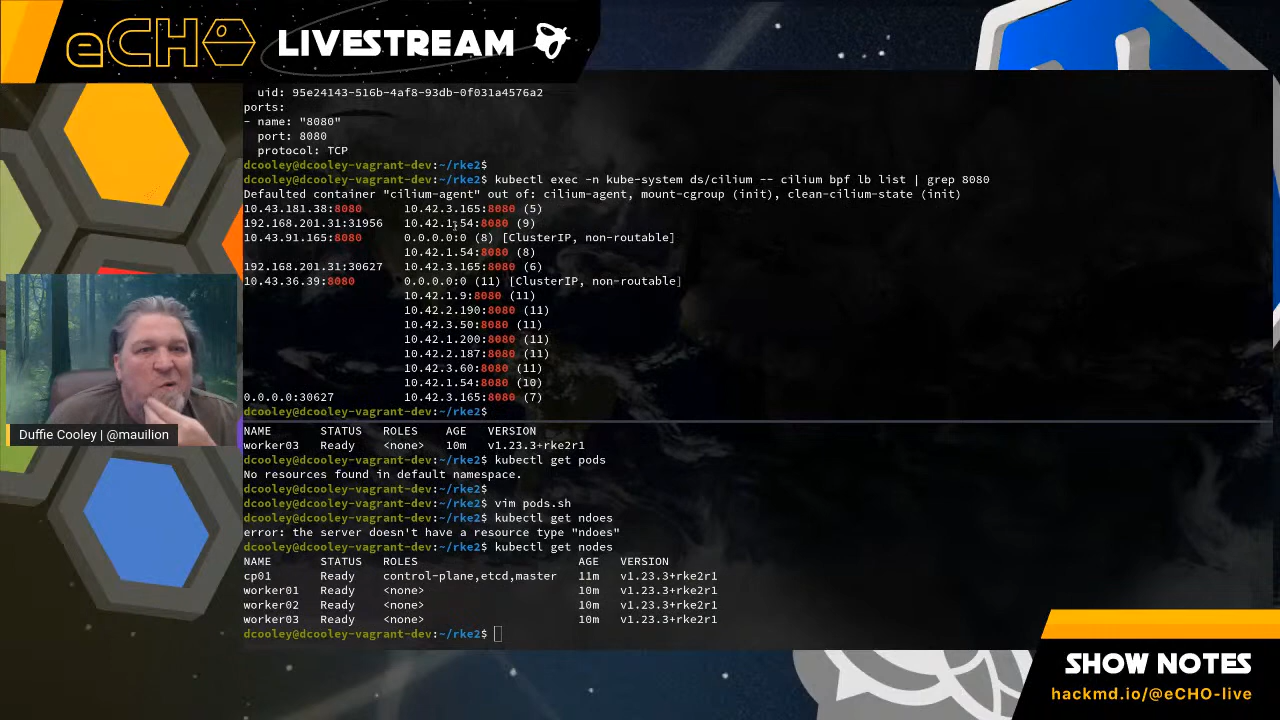 eCHO LIVESTREAM
uid: 95e24143-516b-4af8-93db-0f031a4576a2
ports:
- name: "8080"
port: 8080
protocol: TCP
dcooley@dcooley-vagrant-dev:~/rke2$
dcooley@dcooley-vagrant-dev:~/rke2$ kubectl exec -n kube-system ds/cilium -- cilium bpf lb list | grep 8080
Defaulted container "cilium-agent" out of: cilium-agent, mount-cgroup (init), clean-cilium-state (init)
10.43.181.38:8080 10.42.3.165:8080 (5)
192.168.201.31:31956 10.42.1.54:8080 (9)
10.43.91.165:8080 0.0.0.0:0 (8) [ClusterIP, non-routable]
10.42.1.54:8080 (8)
192.168.201.31:30627 10.42.3.165:8080 (6)
10.43.36.39:8080 0.0.0.0:0 (11) [ClusterIP, non-routable]
10.42.1.9:8080 (11)
10.42.2.190:8080 (11)
10.42.3.50:8080 (11)
10.42.1.200:8080 (11)
10.42.2.187:8080 (11)
10.42.3.60:8080 (11)
10.42.1.54:8080 (10)
0.0.0.0:30627 10.42.3.165:8080 (7)
dcooley@dcooley-vagrant-dev:~/rke2$
NAME STATUS ROLES AGE VERSION
worker03 Ready <none> 10m v1.23.3+rke2r1
dcooley@dcooley-vagrant-dev:~/rke2$ kubectl get pods
No resources found in default namespace.
dcooley@dcooley-vagrant-dev:~/rke2$
dcooley@dcooley-vagrant-dev:~/rke2$ vim pods.sh
dcooley@dcooley-vagrant-dev:~/rke2$ kubectl get ndoes
error: the server doesn't have a resource type "ndoes"
dcooley@dcooley-vagrant-dev:~/rke2$ kubectl get nodes
NAME STATUS ROLES AGE VERSION
cp01 Ready control-plane,etcd,master 11m v1.23.3+rke2r1
worker01 Ready <none> 10m v1.23.3+rke2r1
worker02 Ready <none> 10m v1.23.3+rke2r1
worker03 Ready <none> 10m v1.23.3+rke2r1
dcooley@dcooley-vagrant-dev:~/rke2$
Duffie Cooley | @mauilion
SHOW NOTES
hackmd.io/@eCHO-live